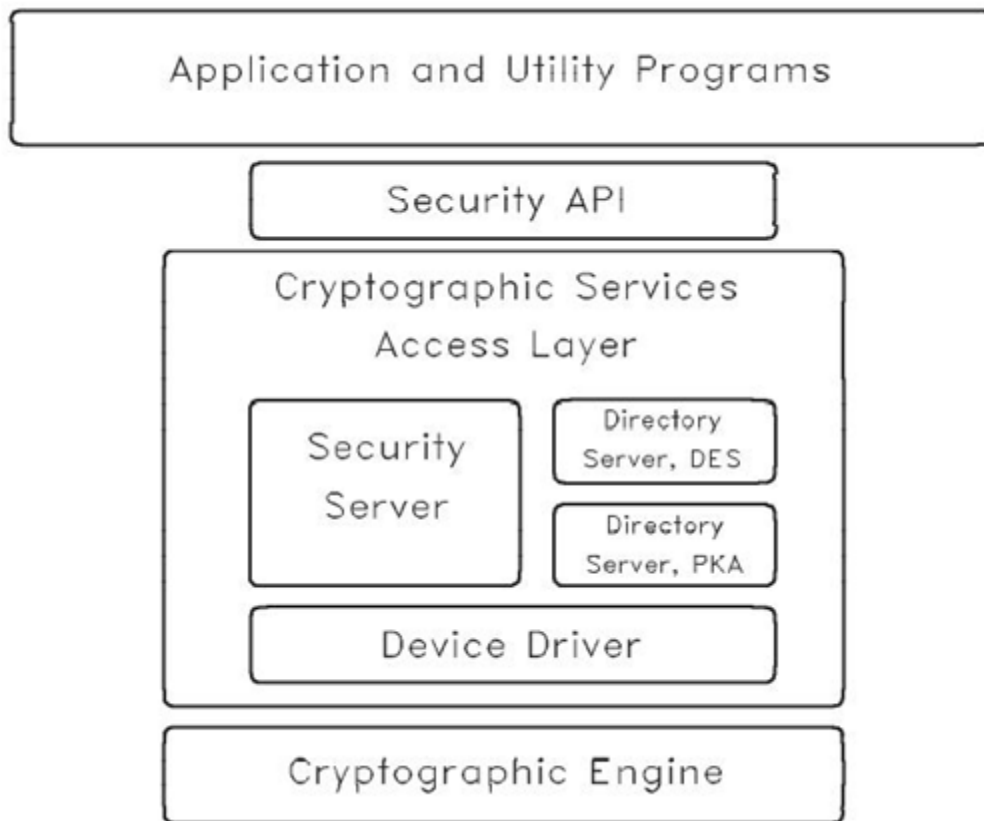 Application and Utility Programs
Security API
Cryptographic Services
Access Layer
Security
Server
Directory
Server, DES
Directory
Server, PKA
Device Driver
Cryptographic Engine